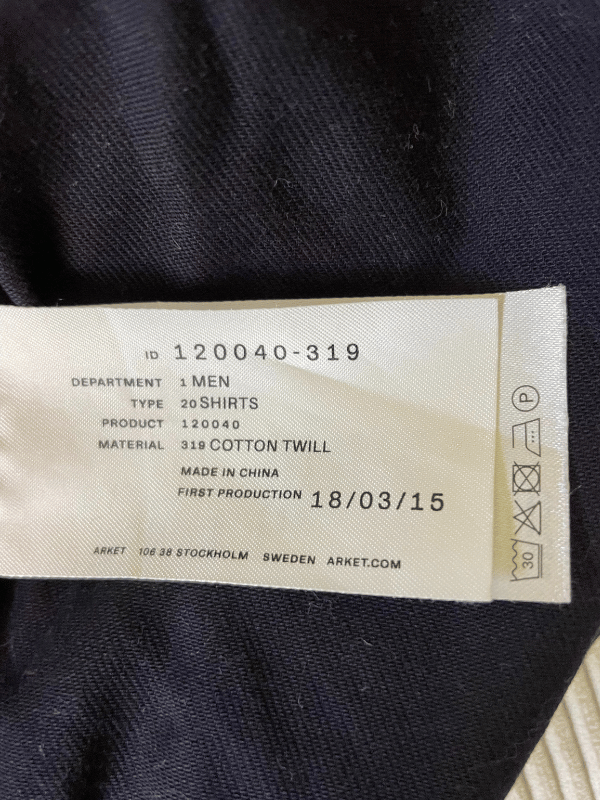 ID 120040-319
DEPARTMENT 1 MEN
TYPE 20 SHIRTS
PRODUCT 120040
MATERIAL 319 COTTON TWILL
MADE IN CHINA
FIRST PRODUCTION 18/03/15
ARKET 106 38 STOCKHOLM SWEDEN ARKET.COM
30 P